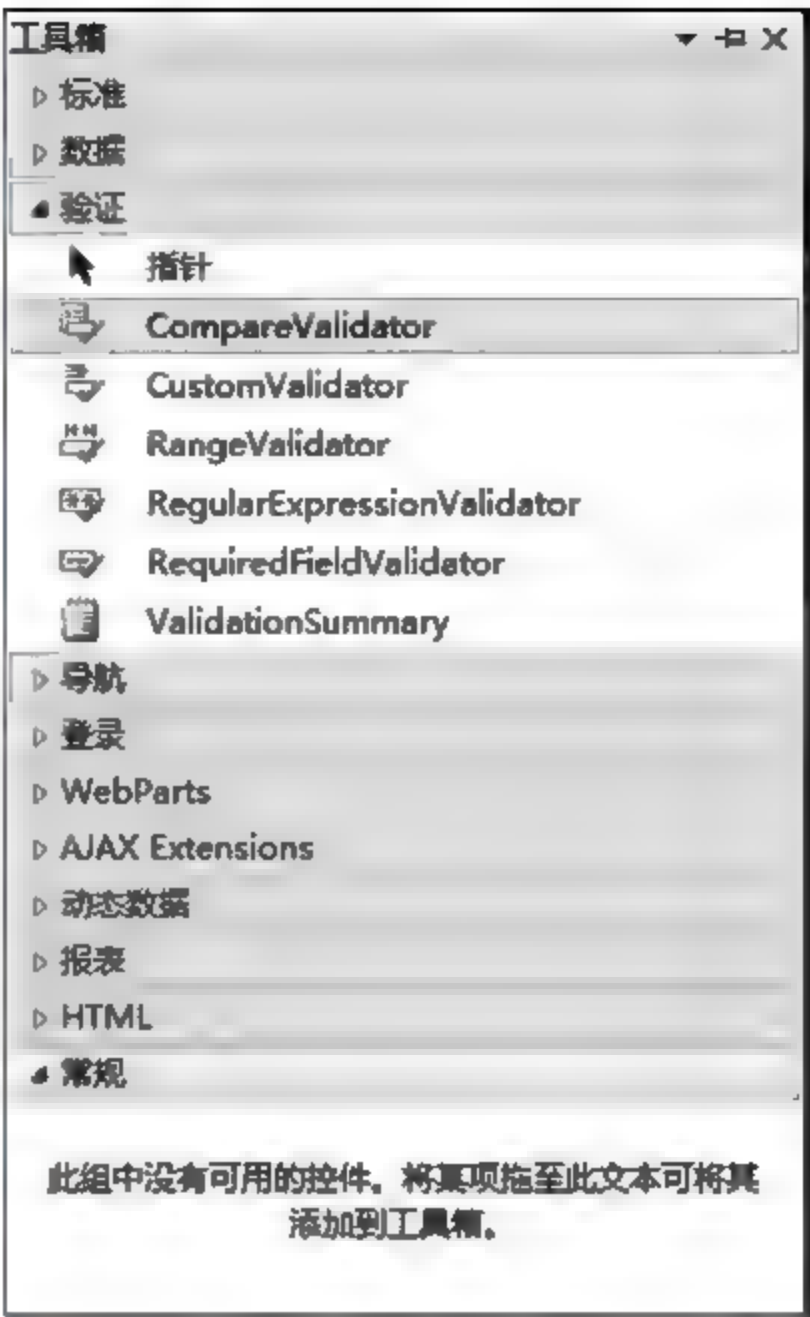 工具箱
标准
数据
验证
指针
CompareValidator
CustomValidator
RangeValidator
RegularExpressionValidator
RequiredFieldValidator
ValidationSummary
导航
登录
WebParts
AJAX Extensions
动态数据
报表
HTML
常规
此组中没有可用的控件。将某项拖至此文本可将其
添加到工具箱。